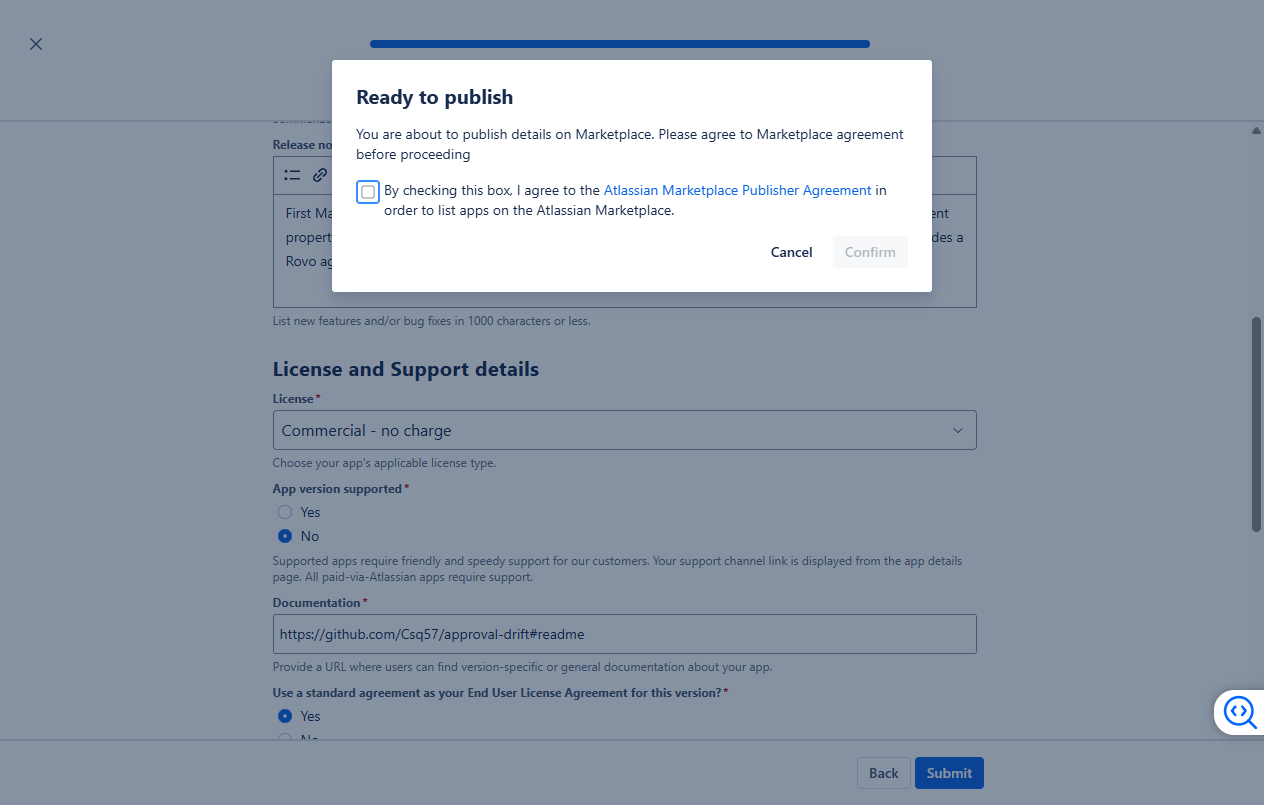 Ready to publish
You are about to publish details on Marketplace. Please agree to Marketplace agreement
before proceeding
By checking this box, I agree to the Atlassian Marketplace Publisher Agreement in
order to list apps on the Atlassian Marketplace.
Cancel
Confirm
Release
First
ent
des a
Rovo
List new features and/or bug fixes in 1000 characters or less.
License and Support details
License*
Commercial - no charge
Choose your app's applicable license type.
App version supported*
Yes
No
Supported apps require friendly and speedy support for our customers. Your support channel link is displayed from the app details
page. All paid-via-Atlassian apps require support.
Documentation*
https://github.com/Csq57/approval-drift#readme
Provide a URL where users can find version-specific or general documentation about your app.
Use a standard agreement as your End User License Agreement for this version?*
Yes
No
Back
Submit